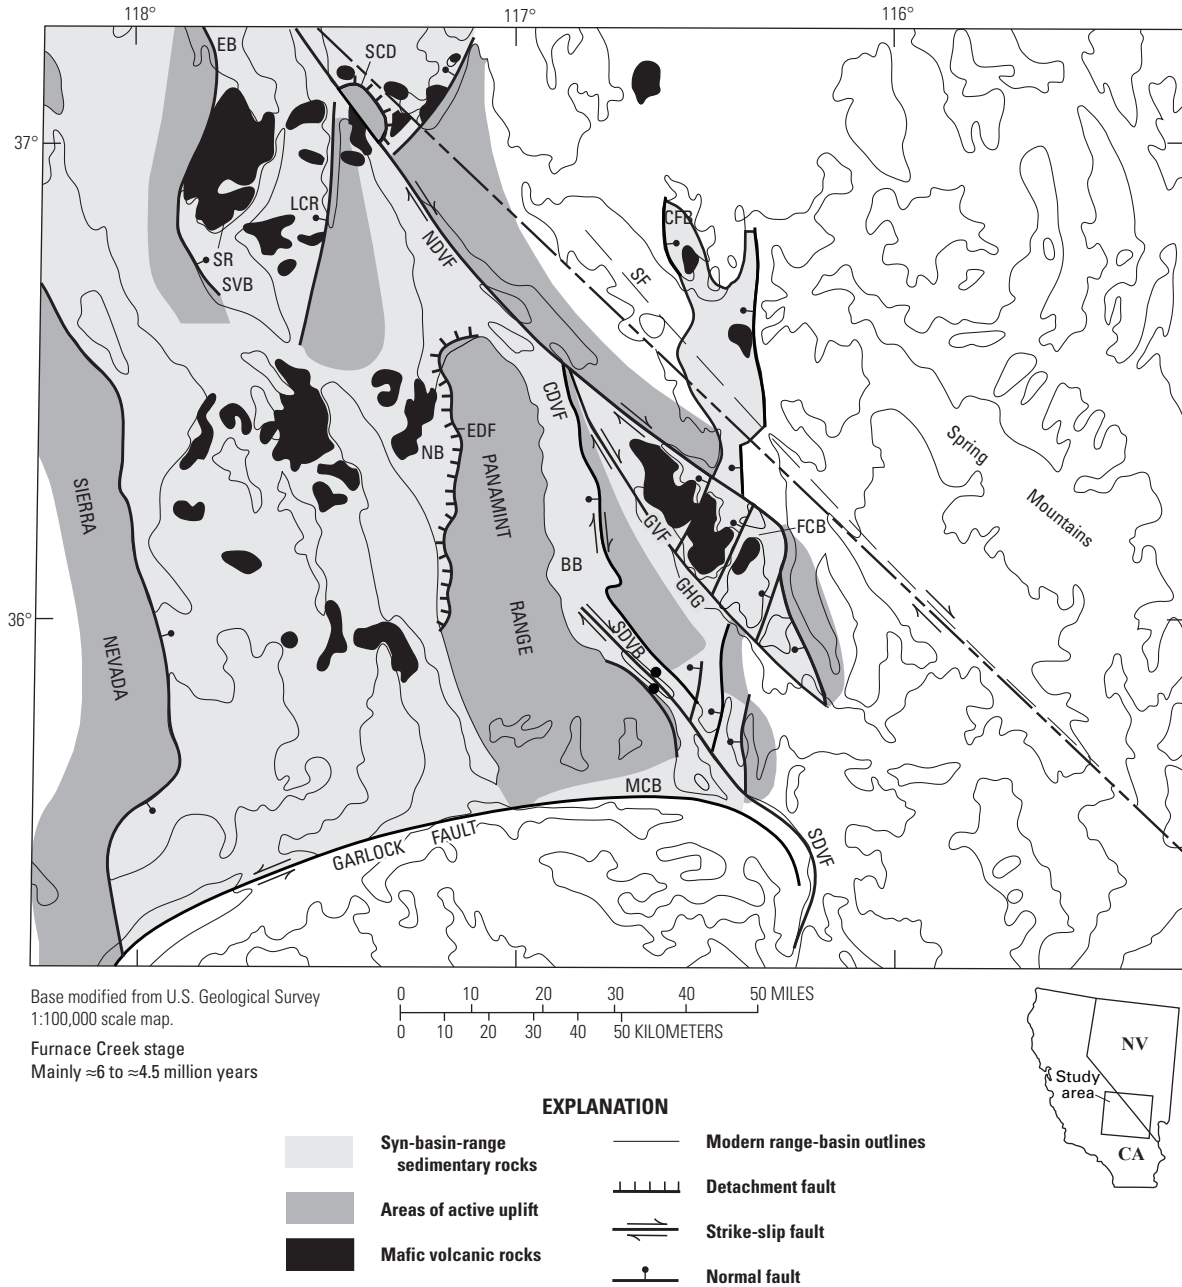 118°
117°
116°
EB
SCD
37°
LCR
CFB
NDVF
SR
SF
SVB
CDVF
EDF
NB
Spring
PANAMINT
SIERRA
Mountains
GVF
FCB
BB
GHG
36°
RANGE
SDVB
NEVADA
MCB
GARLOCK FAULT
SDVF
Base modified from U.S. Geological Survey
1:100,000 scale map.
Furnace Creek stage
Mainly ≈6 to ≈4.5 million years
0 10 20 30 40 50 MILES
0 10 20 30 40 50 KILOMETERS
NV
Study
area
CA
EXPLANATION
Syn-basin-range
sedimentary rocks
Areas of active uplift
Mafic volcanic rocks
Modern range-basin outlines
Detachment fault
Strike-slip fault
Normal fault